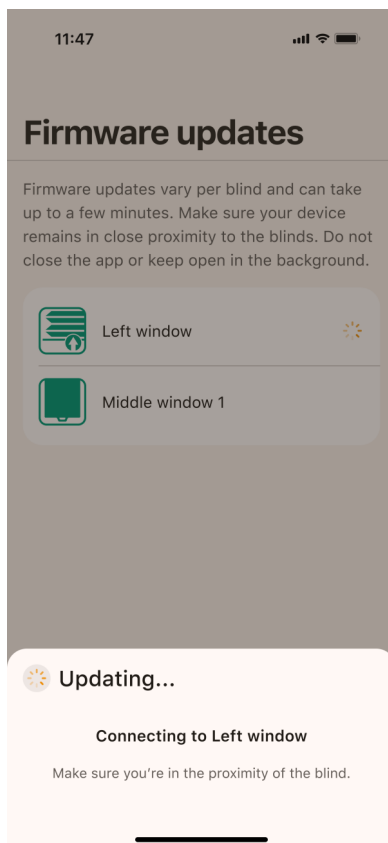 11:47
Firmware updates
Firmware updates vary per blind and can take
up to a few minutes. Make sure your device
remains in close proximity to the blinds. Do not
close the app or keep open in the background.
Left window
Middle window 1
Updating...
Connecting to Left window
Make sure you're in the proximity of the blind.